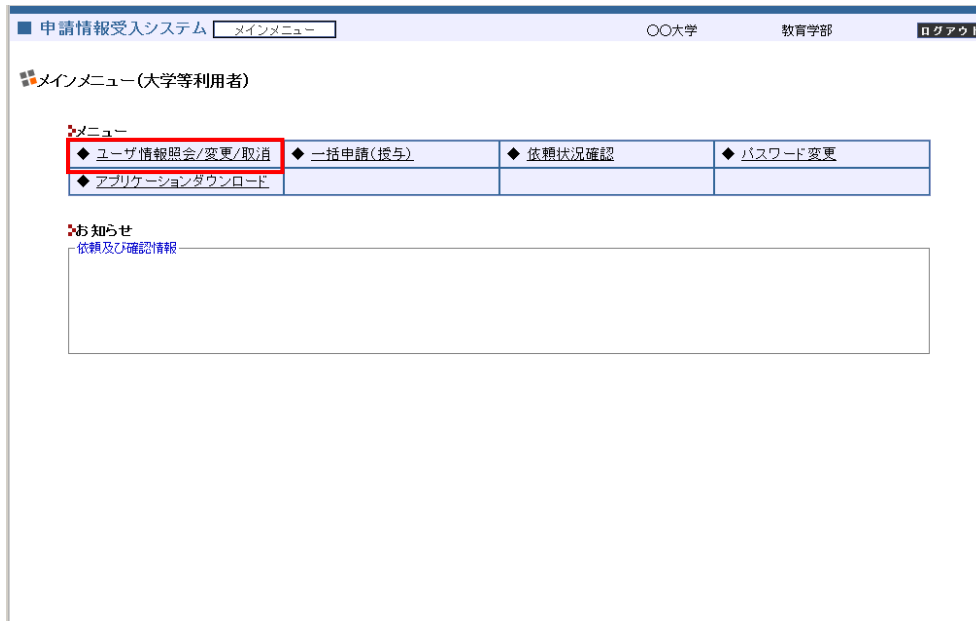 ■ 申請情報受入システム メインメニュー ○○大学 教育学部 ログアウト
メインメニュー(大学等利用者)
メニュー
◆ ユーザ情報照会/変更/取消 ◆ 一括申請(授与) ◆ 依頼状況確認 ◆ パスワード変更
◆ アプリケーションダウンロード
お知らせ
依頼及び確認情報